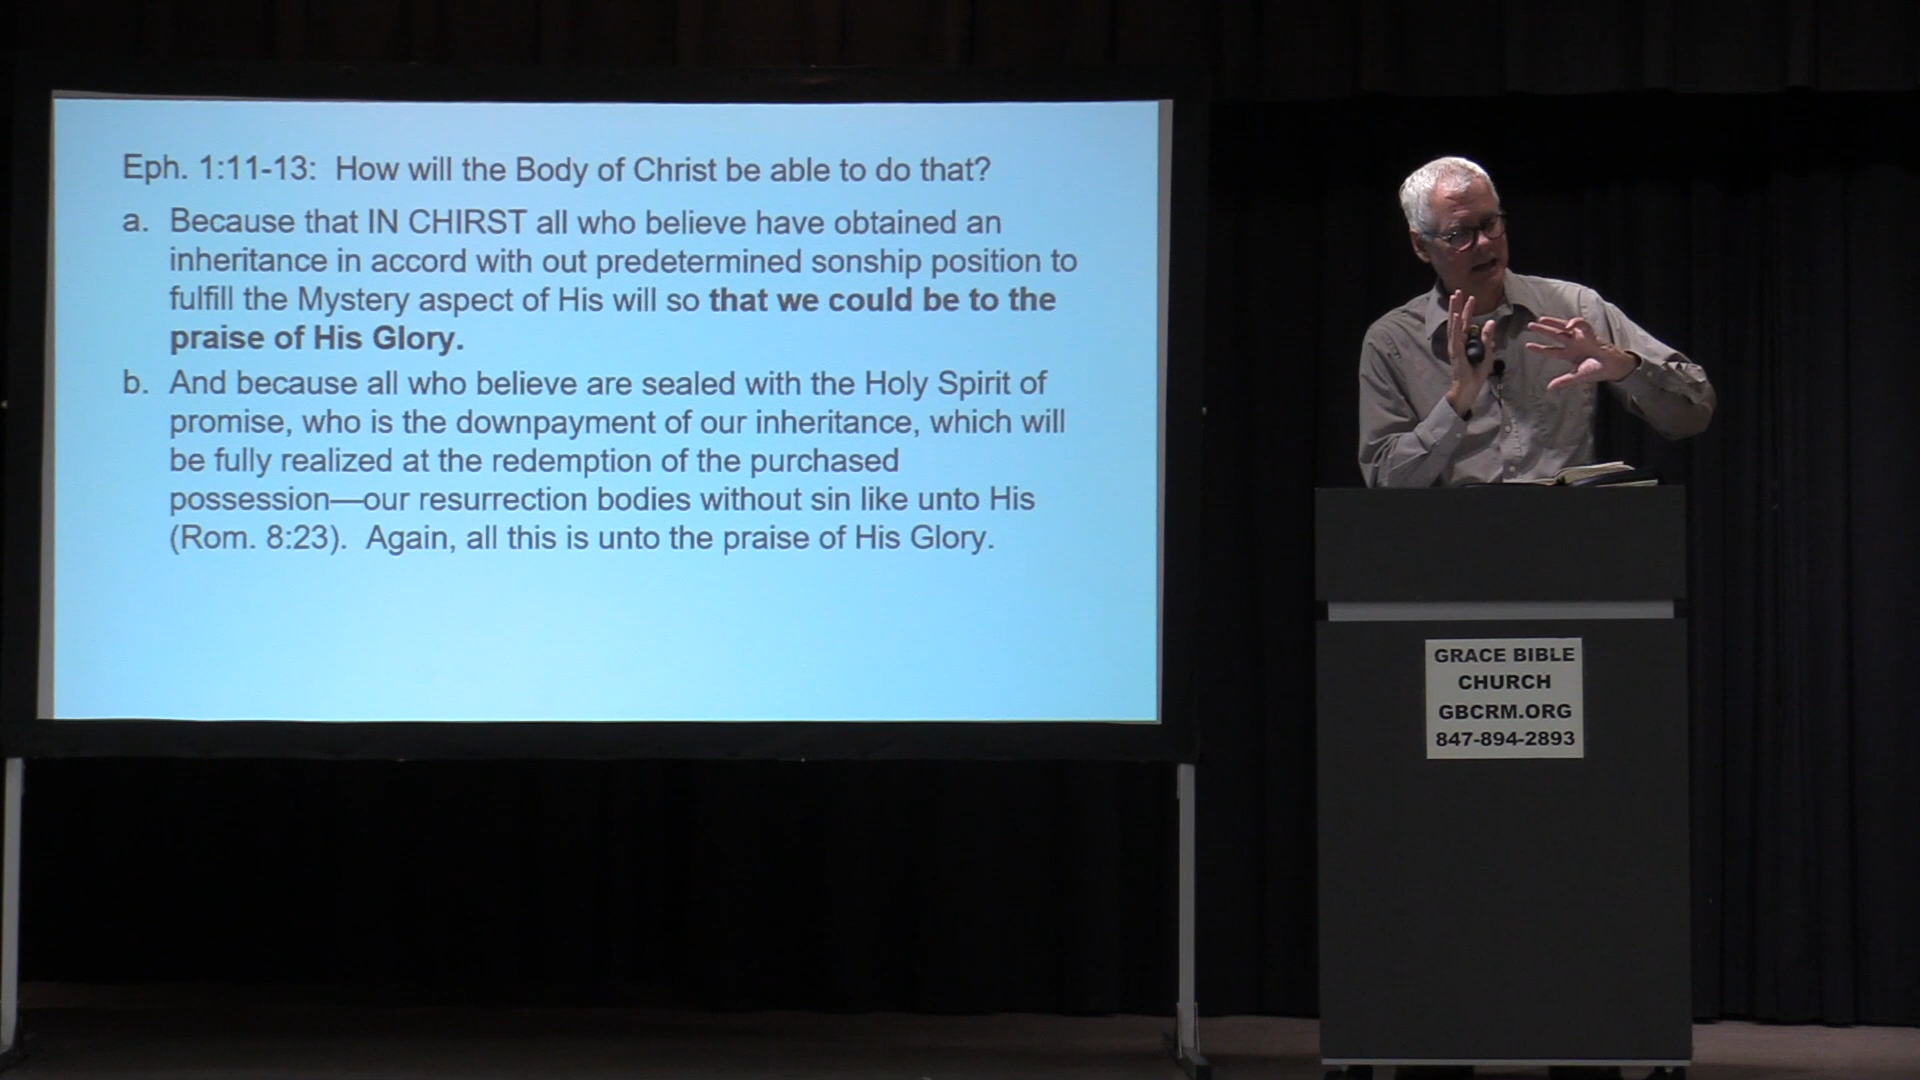 Eph. 1:11-13:  How will the Body of Christ be able to do that?
a. Because that IN CHIRST all who believe have obtained an
inheritance in accord with out predetermined sonship position to
fulfill the Mystery aspect of His will so that we could be to the
praise of His Glory.
b. And because all who believe are sealed with the Holy Spirit of
promise, who is the downpayment of our inheritance, which will
be fully realized at the redemption of the purchased
possession—our resurrection bodies without sin like unto His
(Rom. 8:23).  Again, all this is unto the praise of His Glory.
GRACE BIBLE
CHURCH
GBCRM.ORG
847-894-2893